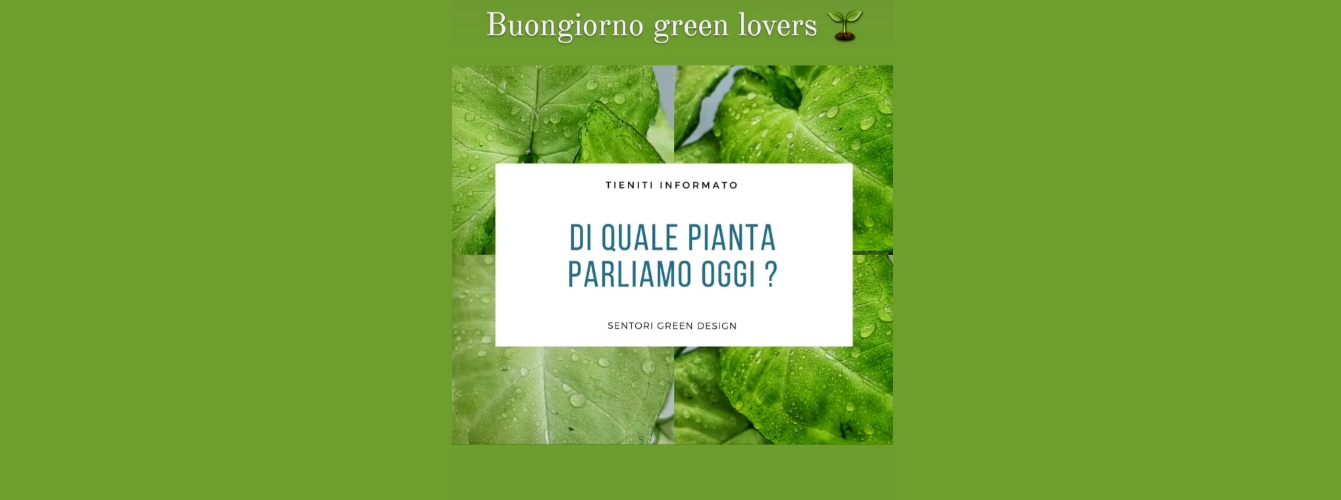 Buongiorno green lovers 🌱
TIENITI INFORMATO
DI QUALE PIANTA
PARLIAMO OGGI ?
SENTORI GREEN DESIGN